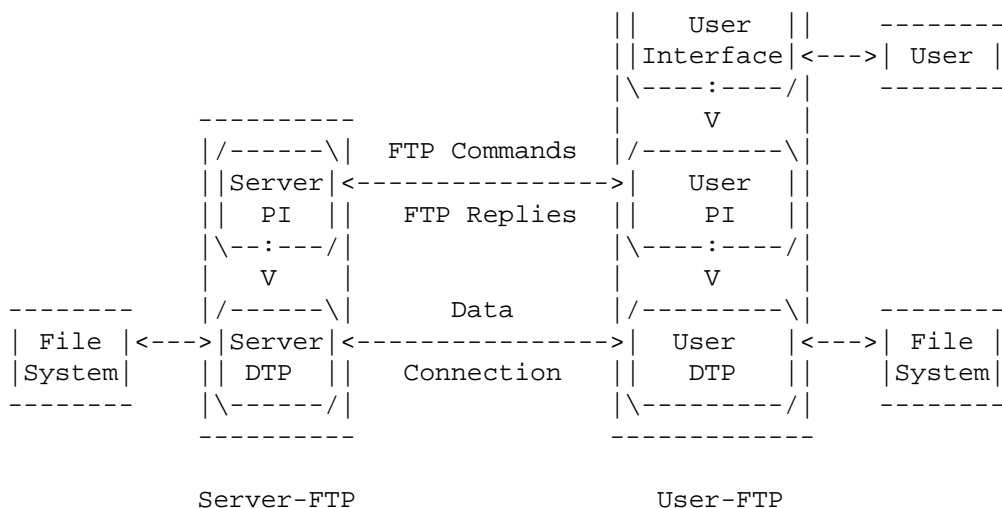 User
Interface <---> User
V
FTP Commands
Server <----------------> User
PI FTP Replies PI
V V
Data
File <---> Server <----------------> User <---> File
System DTP Connection DTP System
Server-FTP User-FTP